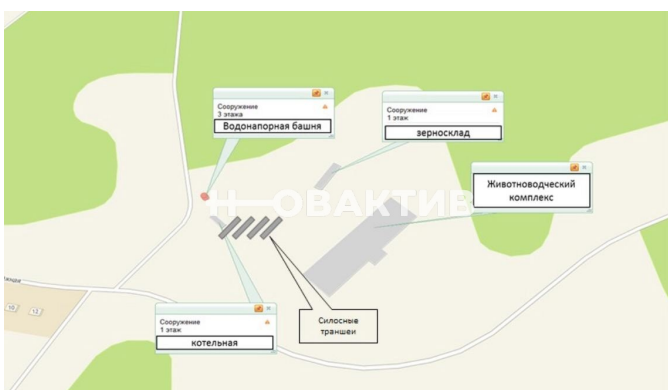 Сооружение
3 этажа
Водонапорная башня
Сооружение
1 этаж
зерносклад
Животноводческий
комплекс
Н ОВАКТИВ
Силосные
траншеи
Сооружение
1 этаж
котельная
10
12